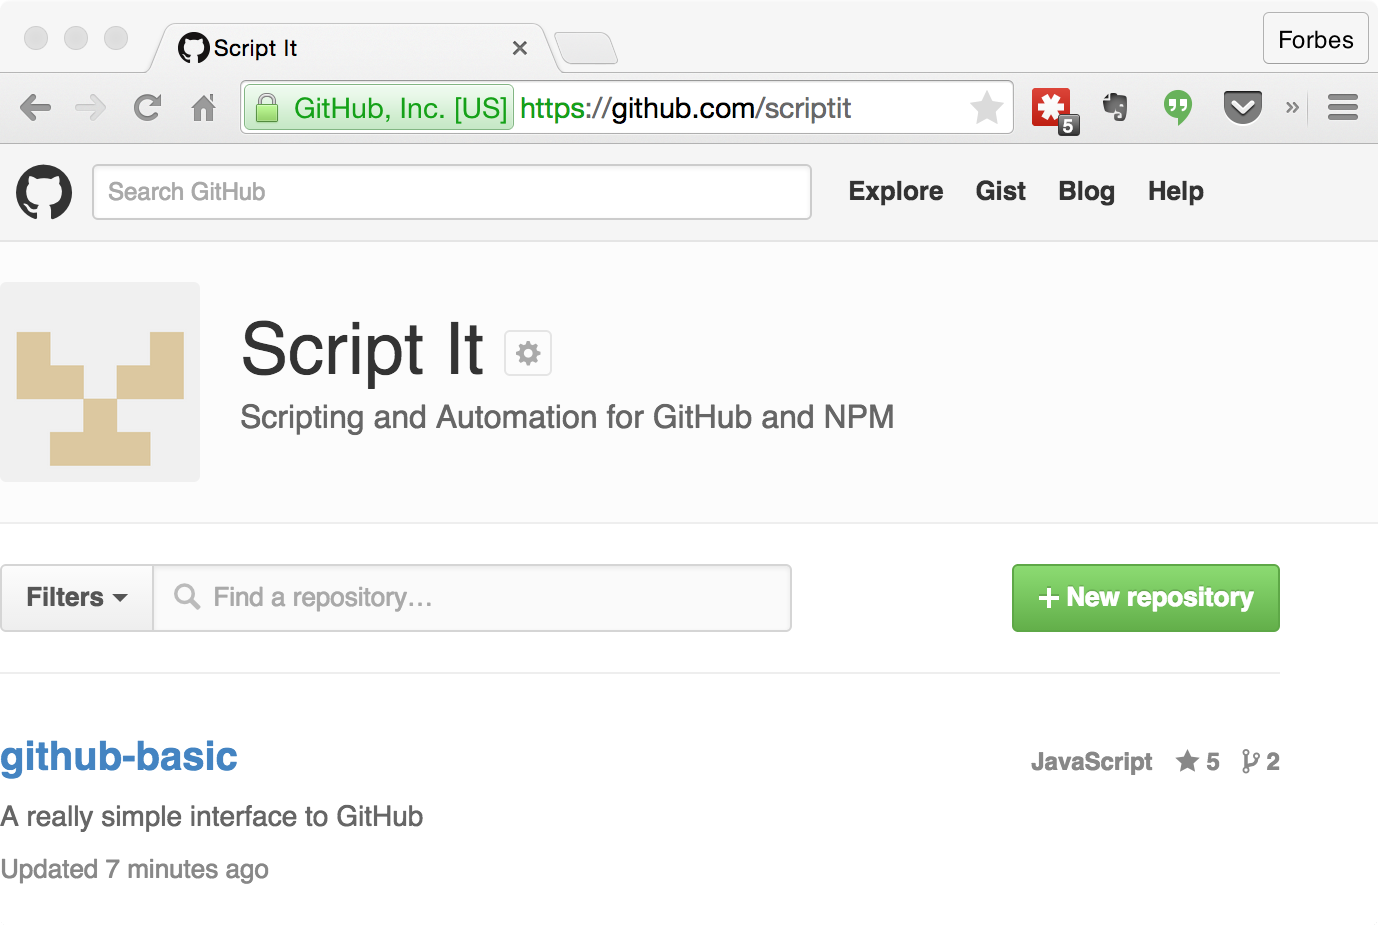 Script It
Forbes
GitHub, Inc. [US] https://github.com/scriptit
5
Search GitHub
Explore Gist Blog Help
Script It
Scripting and Automation for GitHub and NPM
Filters
Find a repository...
New repository
github-basic
JavaScript 5 2
A really simple interface to GitHub
Updated 7 minutes ago